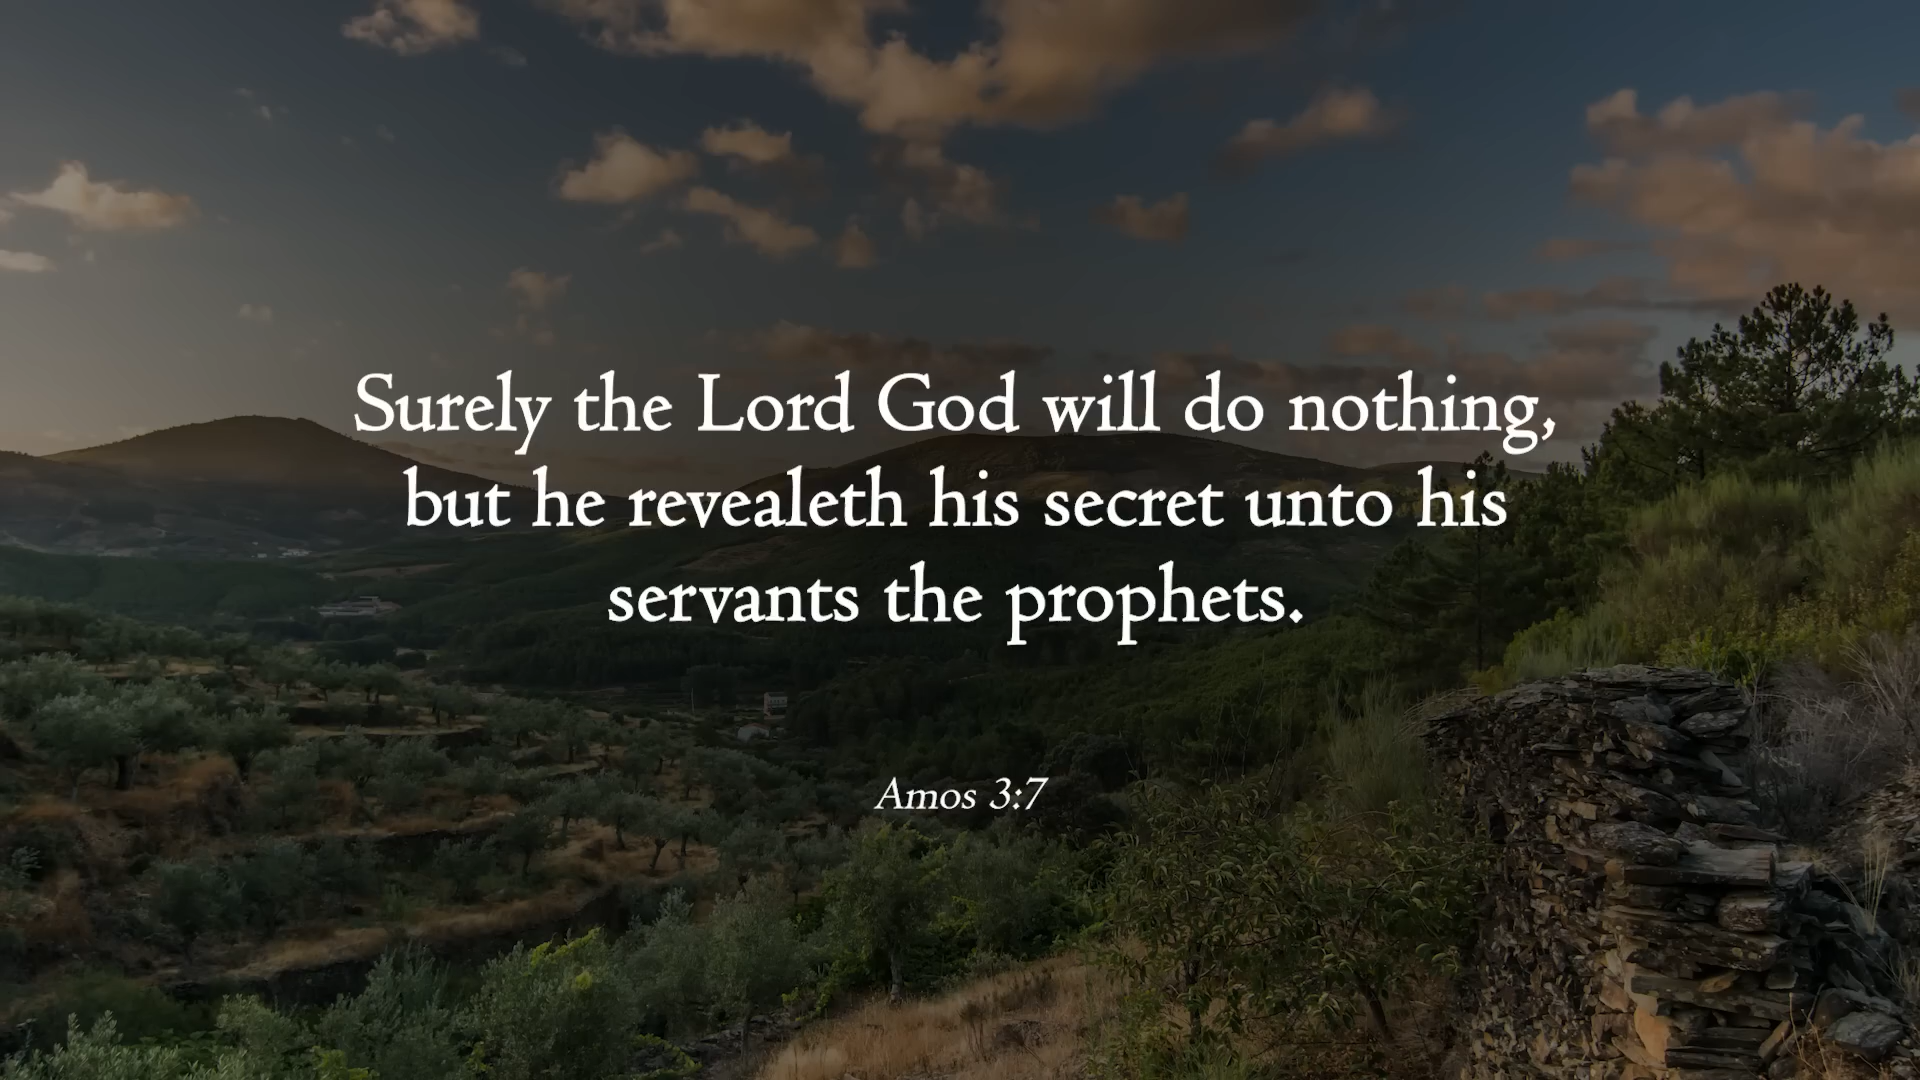 Surely the Lord God will do nothing,
but he revealeth his secret unto his
servants the prophets.
Amos 3:7